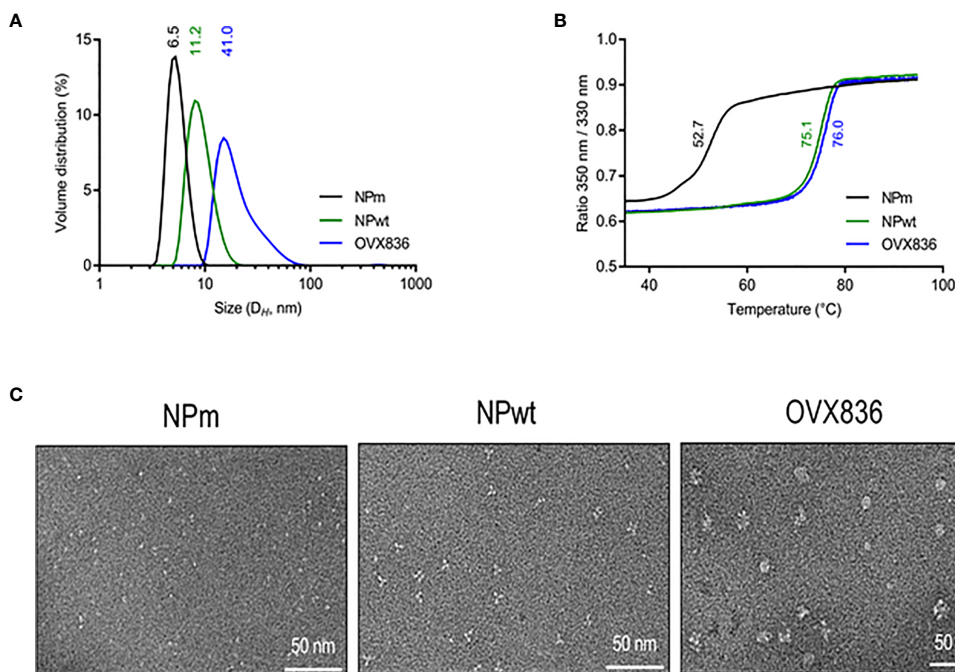 A
6.5
11.2
41.0
15
10
5
0
Volume distribution (%)
NPm
NPwt
OVX836
1
10
100
1000
Size (DH, nm)
B
1.0
0.9
0.8
0.7
0.6
0.5
Ratio 350 nm / 330 nm
52.7
75.1
76.0
NPm
NPwt
OVX836
40
60
80
100
Temperature (°C)
C
NPm
NPwt
OVX836
50 nm
50 nm
50